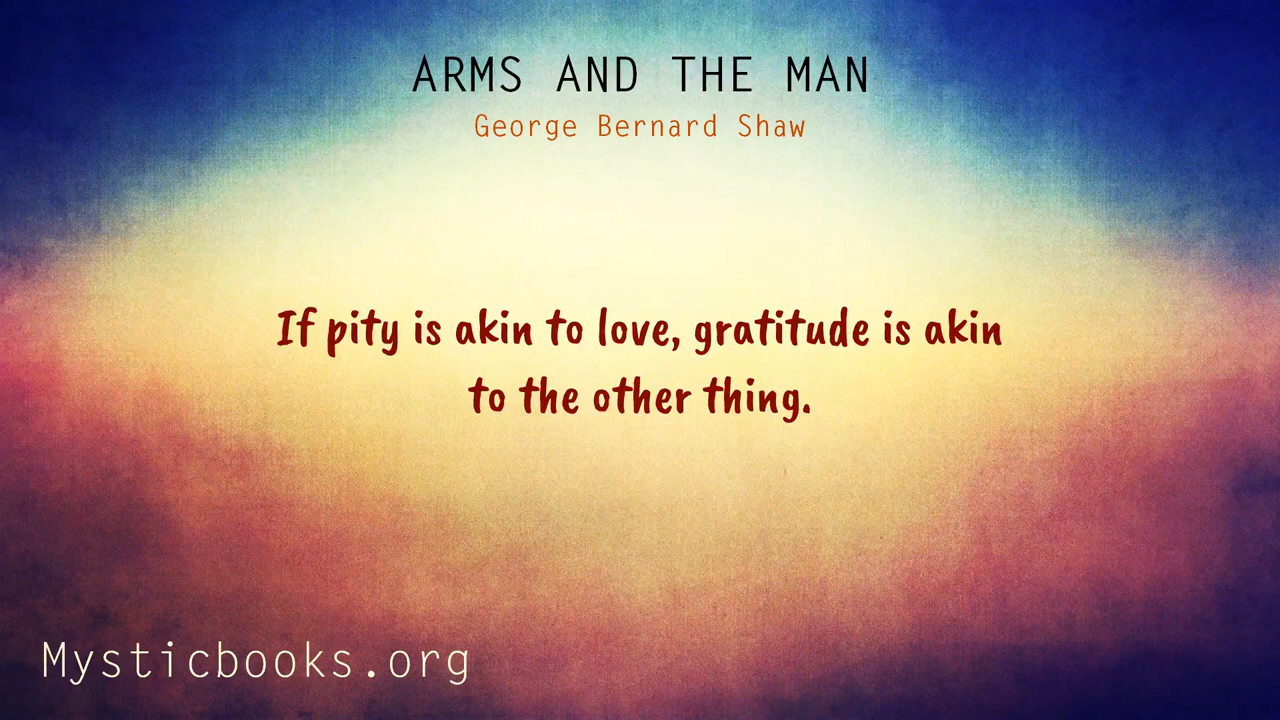 ARMS AND THE MAN
George Bernard Shaw
If pity is akin to love, gratitude is akin
to the other thing.
Mysticbooks.org